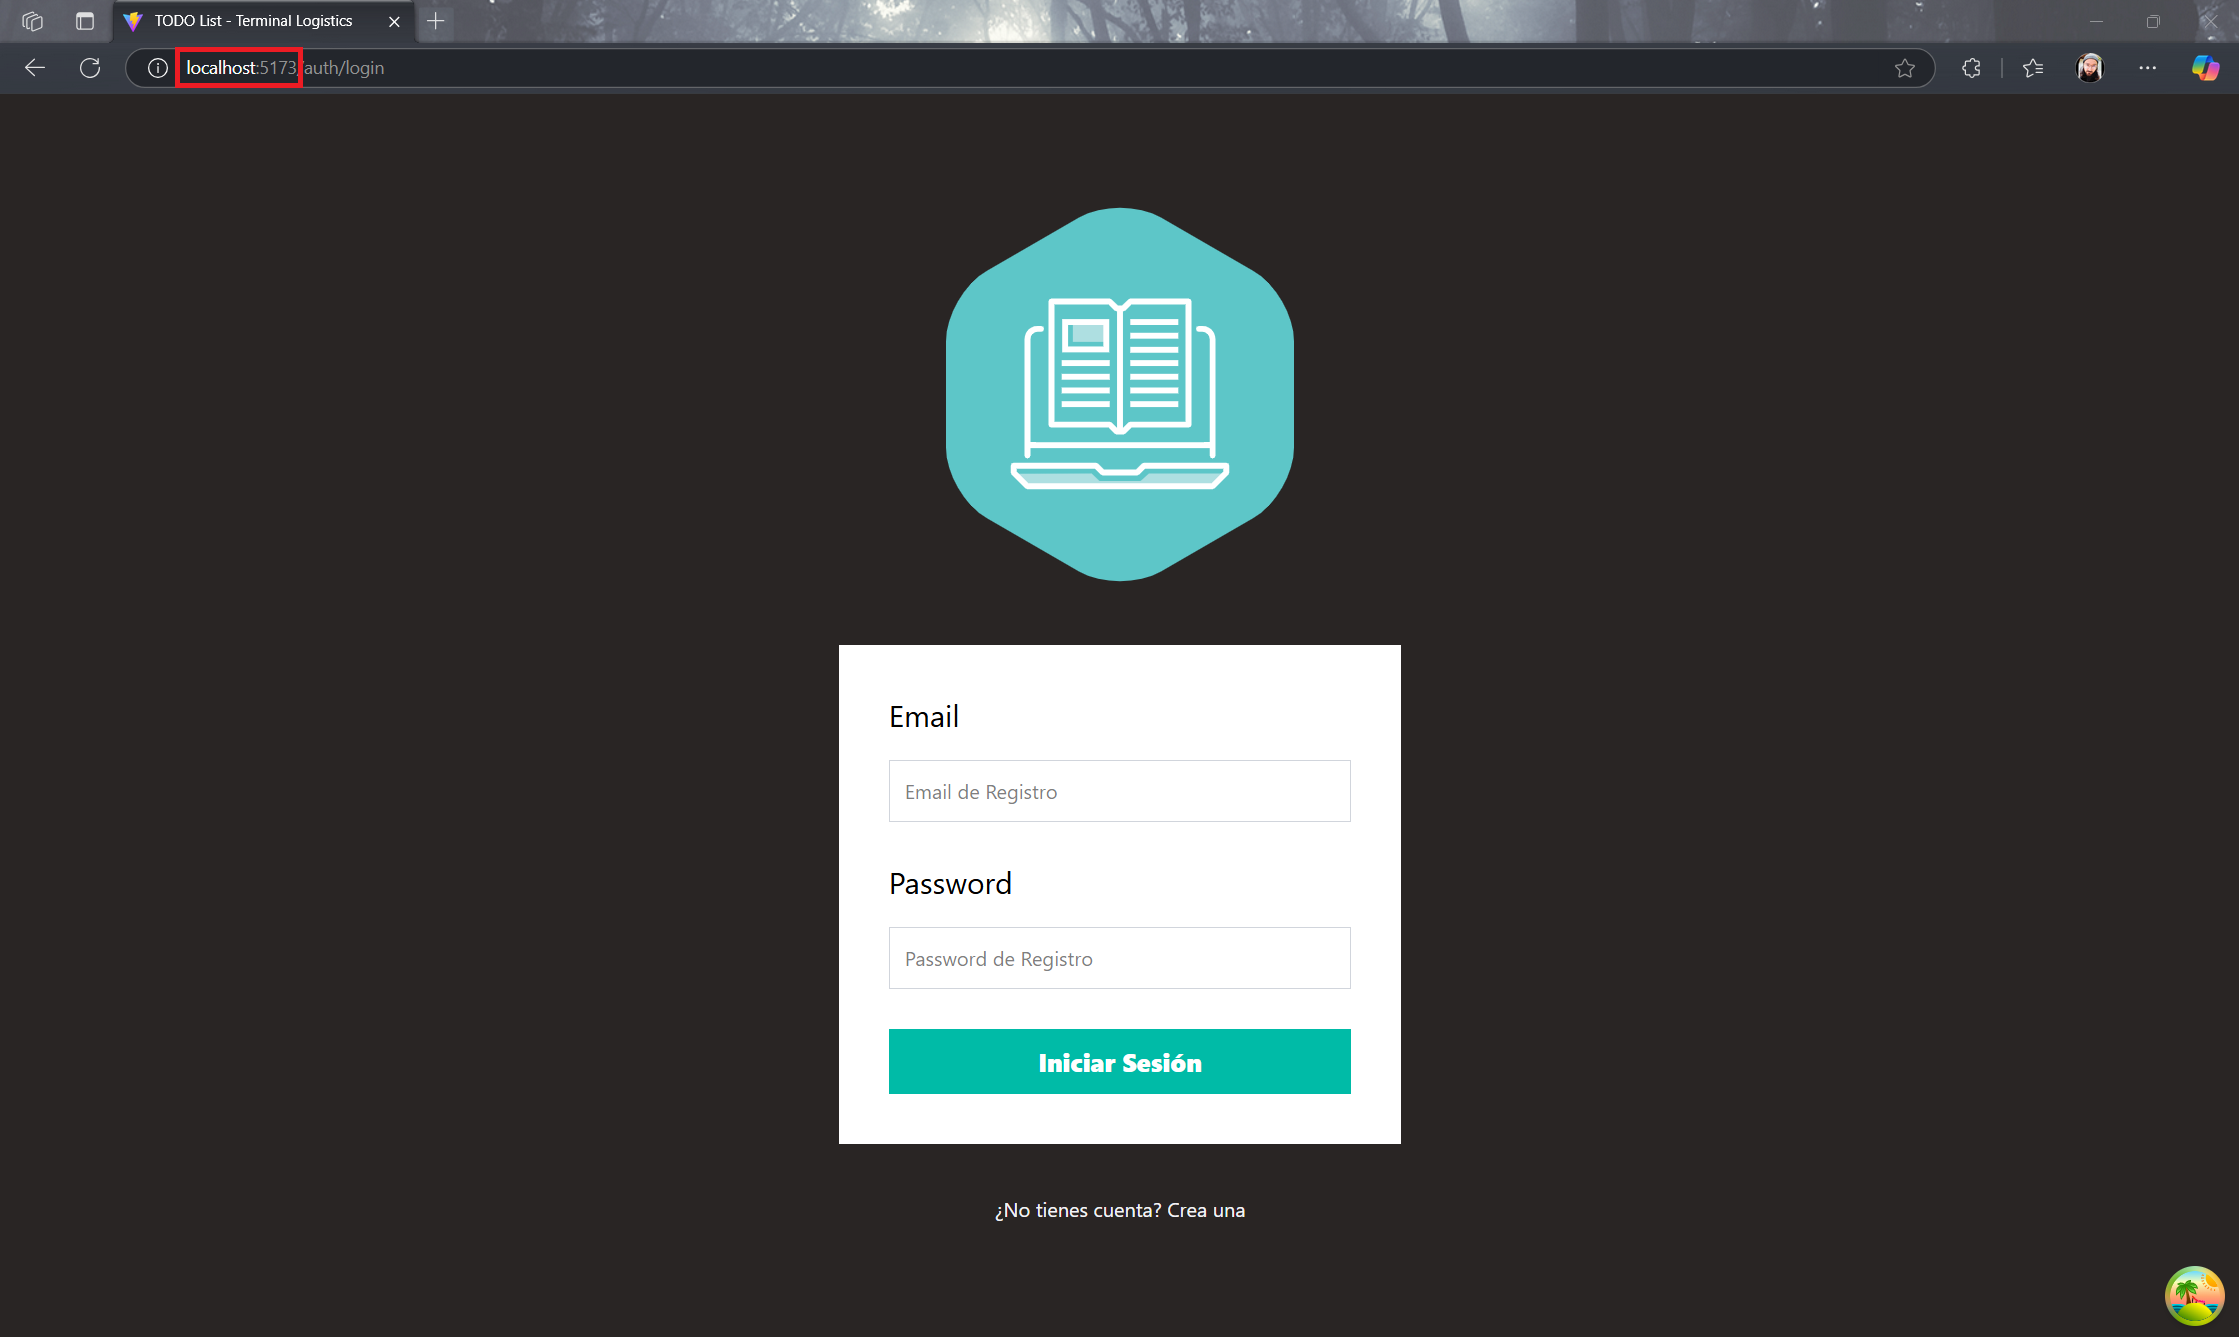 TODO List - Terminal Logistics
localhost:5173/auth/login
Email
Email de Registro
Password
Password de Registro
Iniciar Sesión
¿No tienes cuenta? Crea una